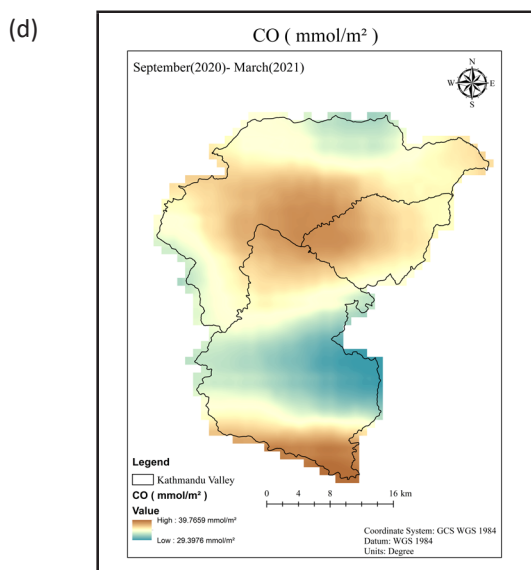 (d)
CO ( mmol/m² )
September(2020)- March(2021)
N
W E
S
Legend
Kathmandu Valley
CO ( mmol/m²)
Value
High : 39.7659 mmol/m²
Low : 29.3976 mmol/m²
0 4 8 16 km
Coordinate System: GCS WGS 1984
Datum: WGS 1984
Units: Degree